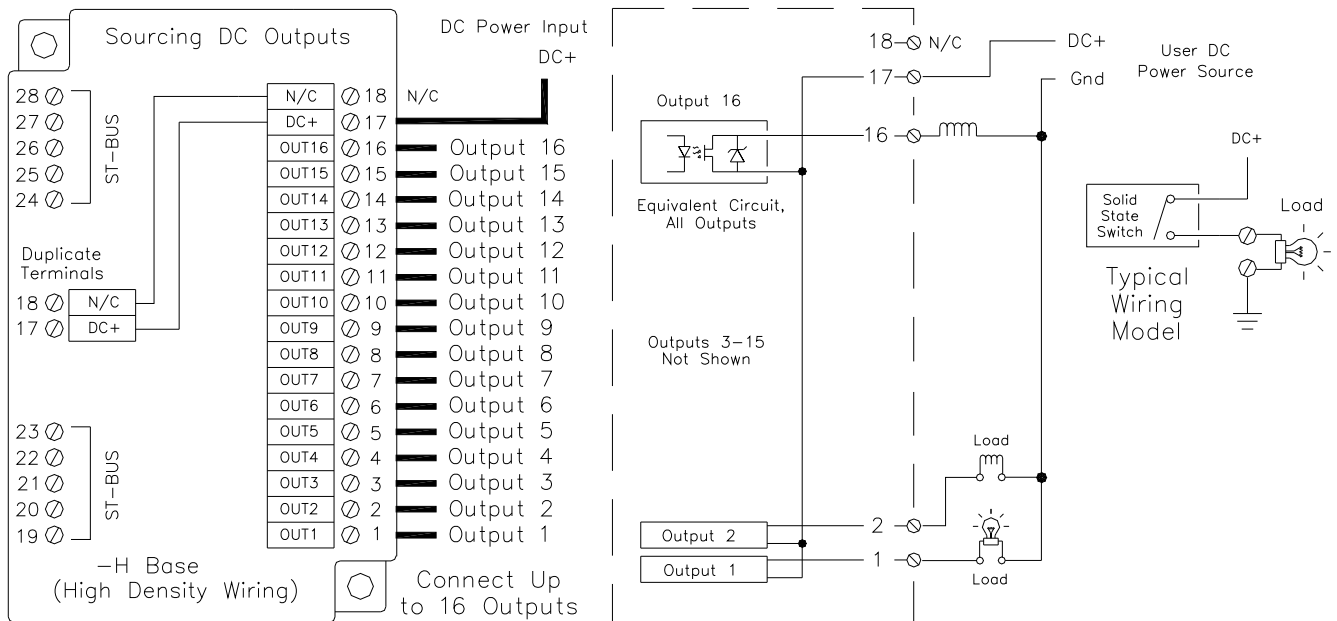 Sourcing DC Outputs
28
27
26
25
24
ST-BUS
Duplicate
Terminals
18 N/C
17 DC+
23
22
21
20
19
ST-BUS
-H Base
(High Density Wiring)
DC Power Input
DC+
N/C 18 N/C
DC+ 17
OUT16 16 Output 16
OUT15 15 Output 15
OUT14 14 Output 14
OUT13 13 Output 13
OUT12 12 Output 12
OUT11 11 Output 11
OUT10 10 Output 10
OUT9 9 Output 9
OUT8 8 Output 8
OUT7 7 Output 7
OUT6 6 Output 6
OUT5 5 Output 5
OUT4 4 Output 4
OUT3 3 Output 3
OUT2 2 Output 2
OUT1 1 Output 1
Connect Up
to 16 Outputs
18 N/C
17
DC+
Gnd
User DC
Power Source
Output 16
16
Equivalent Circuit,
All Outputs
Outputs 3-15
Not Shown
Load
Output 2
2
Output 1
1
Load
DC+
Solid
State
Switch
Load
Typical
Wiring
Model